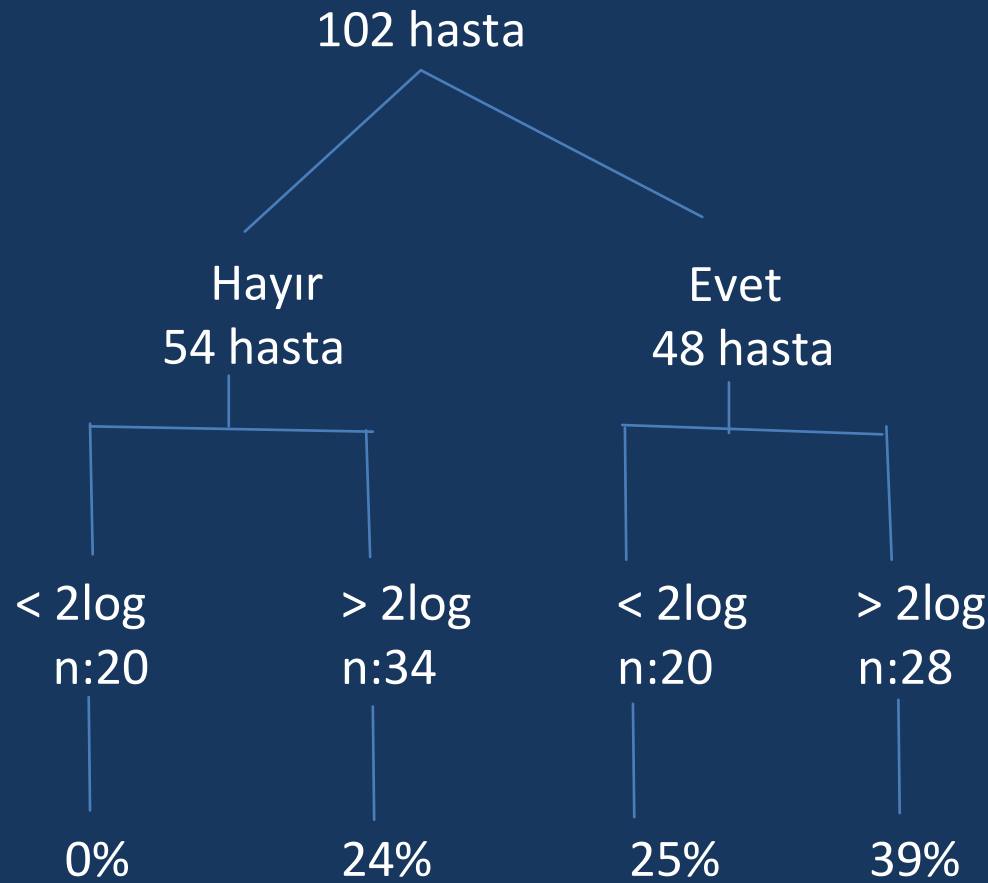 102 hasta
Hayır
54 hasta
Evet
48 hasta
< 2log
n:20
> 2log
n:34
< 2log
n:20
> 2log
n:28
0%
24%
25%
39%